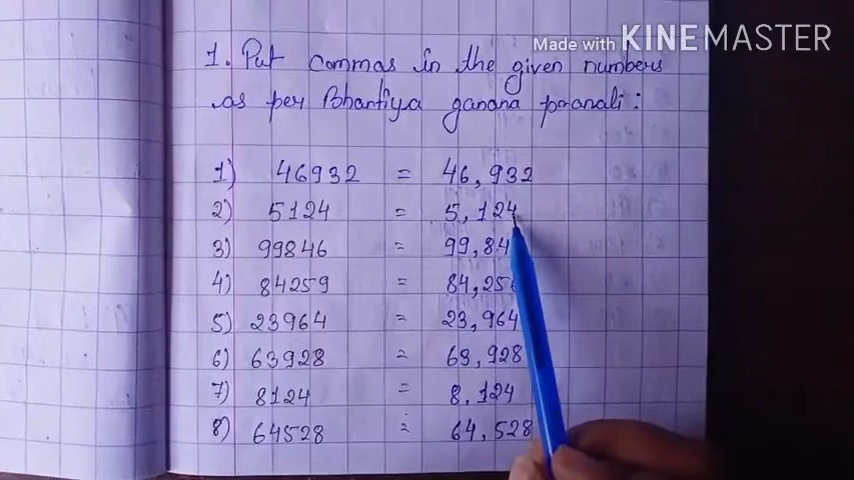 Made with KINEMASTER
1. Put commas in the given numbers
as per Bhartiya ganana pranali :
1) 46932 = 46,932
2) 5124 = 5,124
3) 99846 = 99,84
4) 84259 = 84,25
5) 23964 = 23,964
6) 63928 = 63,928
7) 8124 = 8,124
8) 64528 = 64,528